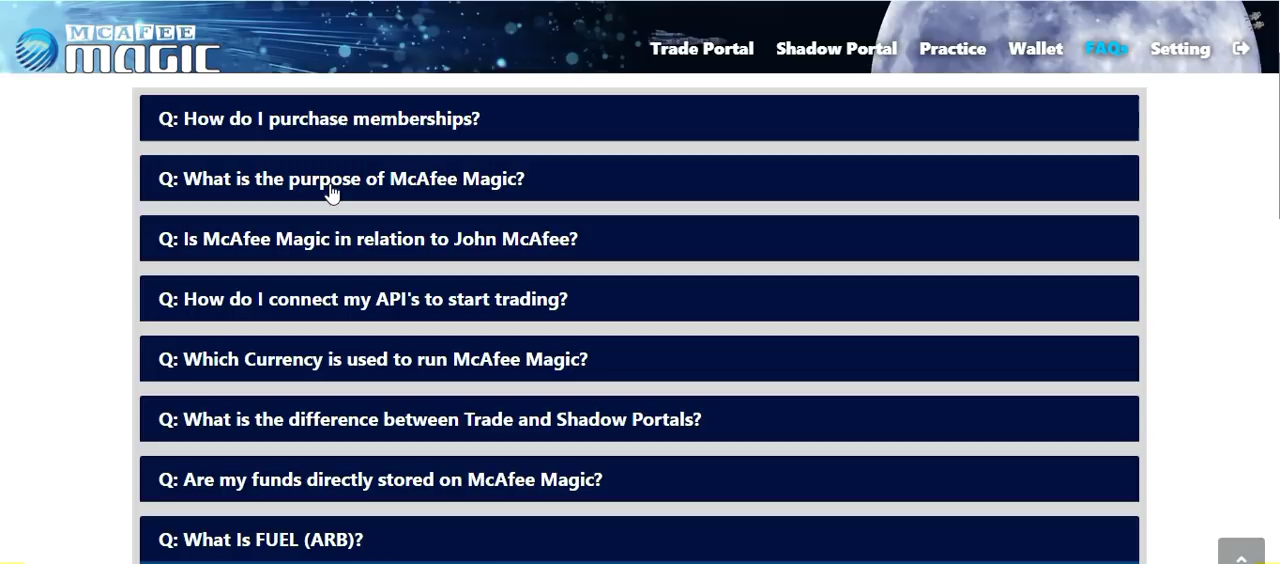 MCAFEE
MAGIC
Trade Portal
Shadow Portal
Practice
Wallet
FAQs
Setting
Q: How do I purchase memberships?
Q: What is the purpose of McAfee Magic?
Q: Is McAfee Magic in relation to John McAfee?
Q: How do I connect my API's to start trading?
Q: Which Currency is used to run McAfee Magic?
Q: What is the difference between Trade and Shadow Portals?
Q: Are my funds directly stored on McAfee Magic?
Q: What Is FUEL (ARB)?